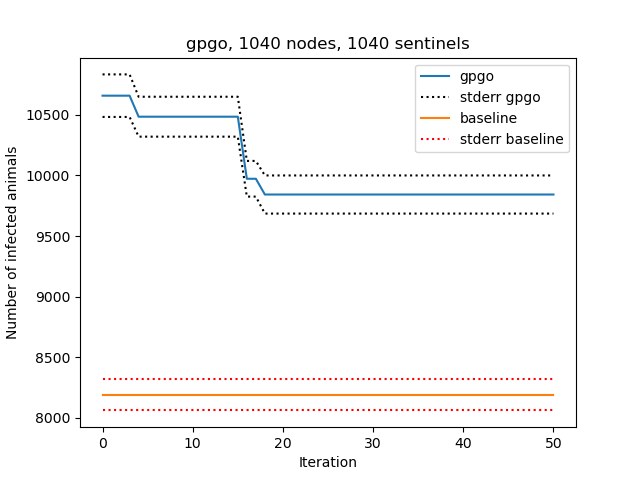 gpgo, 1040 nodes, 1040 sentinels
gpgo
stderr gpgo
baseline
stderr baseline
Number of infected animals
10500
10000
9500
9000
8500
8000
0 10 20 30 40 50
Iteration